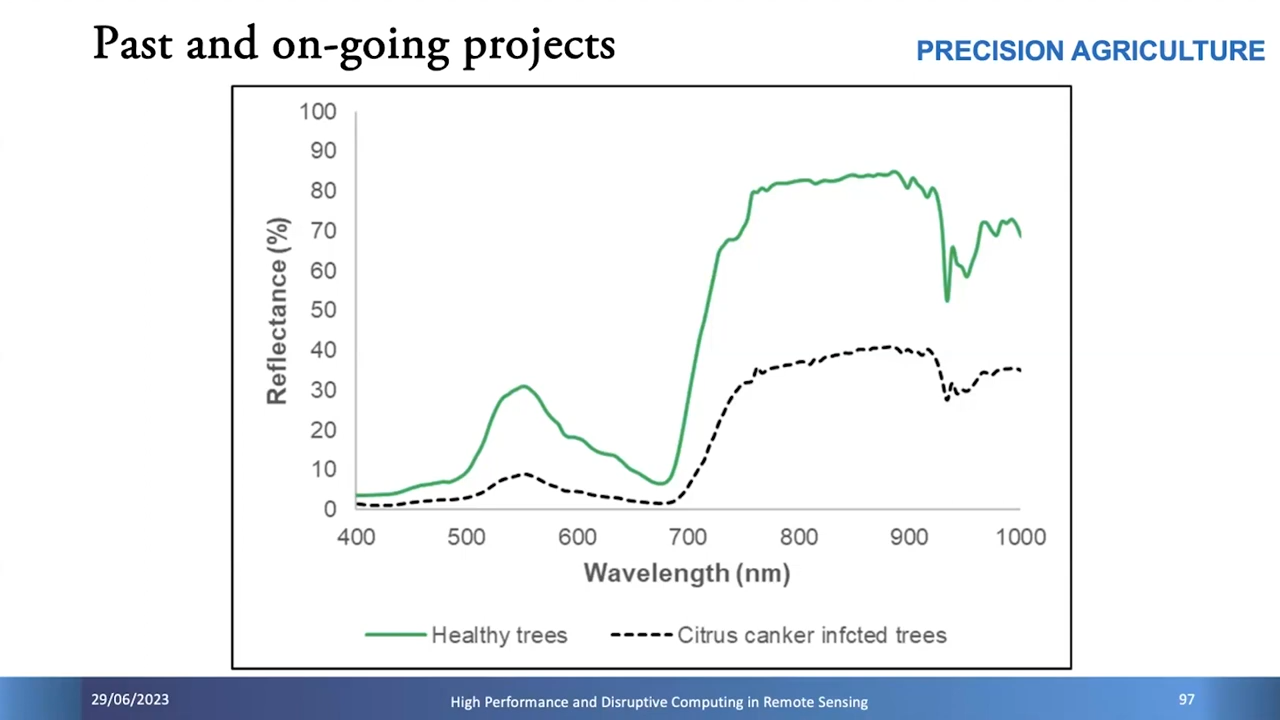 Past and on-going projects
PRECISION AGRICULTURE
100
90
80
70
60
50
40
30
20
10
0
Reflectance (%)
400 500 600 700 800 900 1000
Wavelength (nm)
Healthy trees Citrus canker infcted trees
29/06/2023 High Performance and Disruptive Computing in Remote Sensing 97